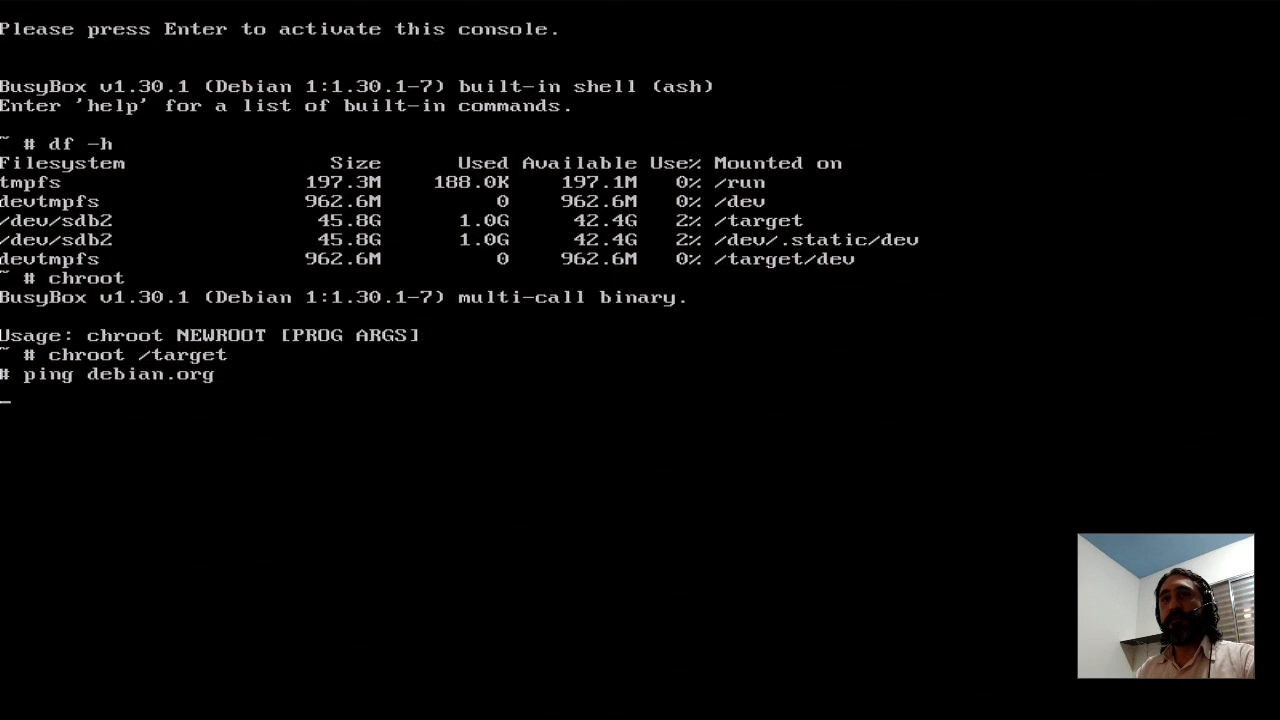 Please press Enter to activate this console.
BusyBox v1.30.1 (Debian 1:1.30.1-7) built-in shell (ash)
Enter 'help' for a list of built-in commands.
~ # df -h
Filesystem Size Used Available Use% Mounted on
tmpfs 197.3M 188.0K 197.1M 0% /run
devtmpfs 962.6M 0 962.6M 0% /dev
/dev/sdb2 45.8G 1.0G 42.4G 2% /target
/dev/sdb2 45.8G 1.0G 42.4G 2% /dev/.static/dev
devtmpfs 962.6M 0 962.6M 0% /target/dev
~ # chroot
BusyBox v1.30.1 (Debian 1:1.30.1-7) multi-call binary.
Usage: chroot NEWROOT [PROG ARGS]
~ # chroot /target
# ping debian.org
_